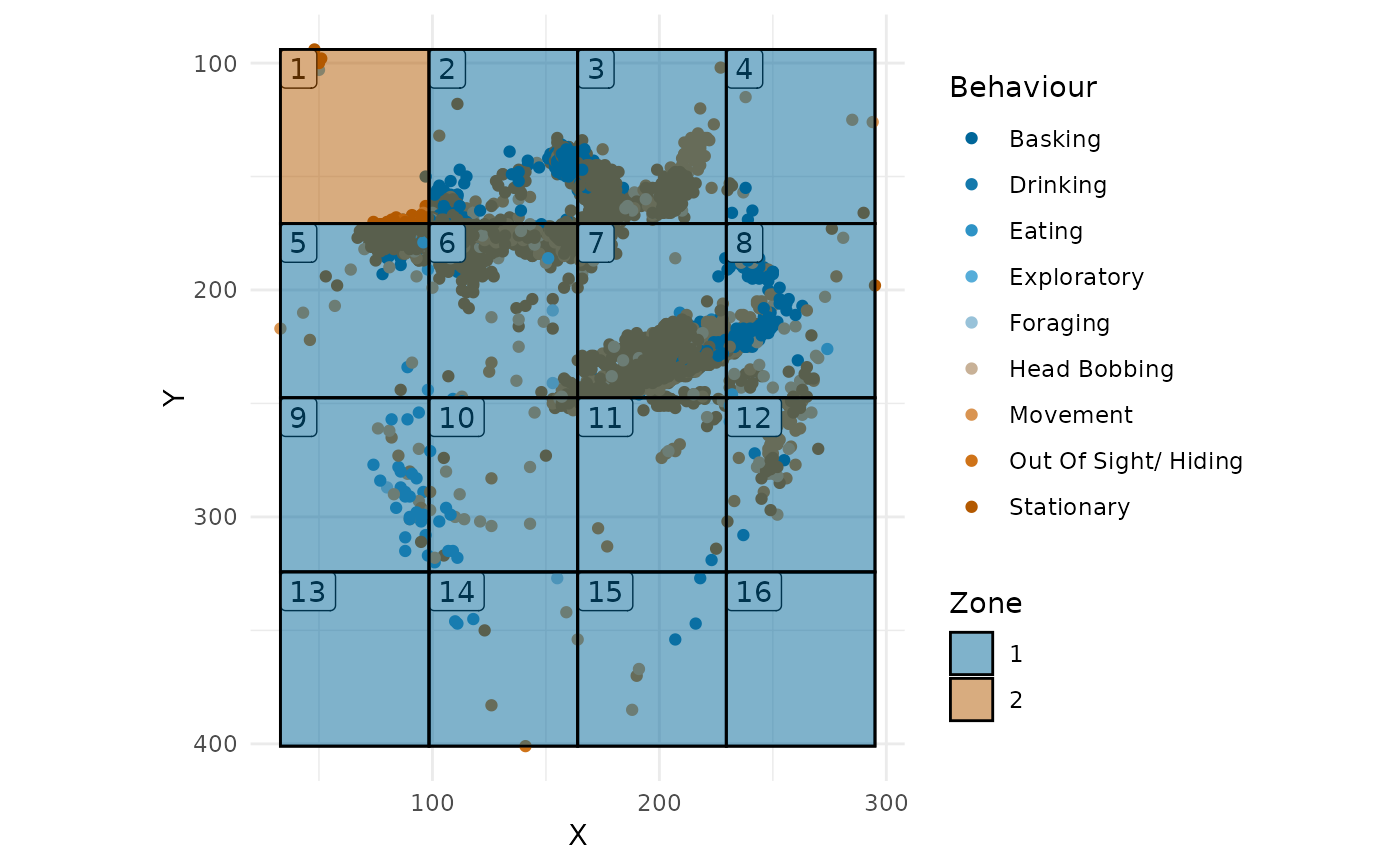 100
200
300
400
Y
1 2 3 4
5 6 7 8
9 10 11 12
13 14 15 16
100 200 300
X
Behaviour
Basking
Drinking
Eating
Exploratory
Foraging
Head Bobbing
Movement
Out Of Sight/ Hiding
Stationary
Zone
1
2